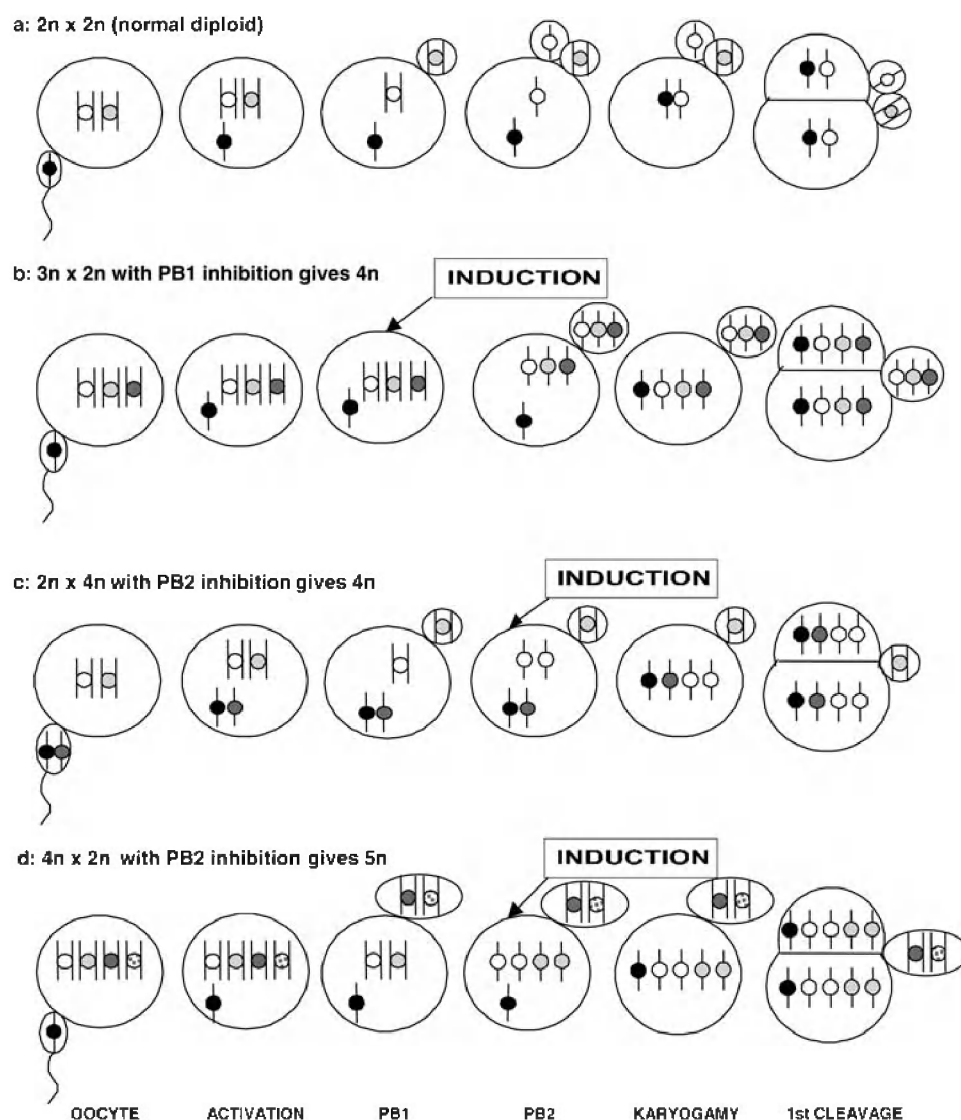 a: 2n x 2n (normal diploid)
b: 3n x 2n with PB1 inhibition gives 4n
INDUCTION
c: 2n x 4n with PB2 inhibition gives 4n
INDUCTION
d: 4n x 2n with PB2 inhibition gives 5n
INDUCTION
OOCYTE ACTIVATION PB1 PB2 KARYOGAMY 1st CLEAVAGE